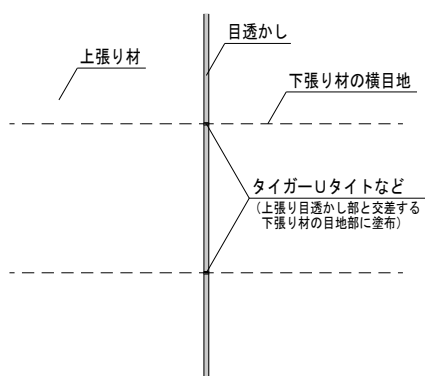 目透かし
上張り材
下張り材の横目地
タイガーUタイトなど
(上張り目透かし部と交差する
下張り材の目地部に塗布)